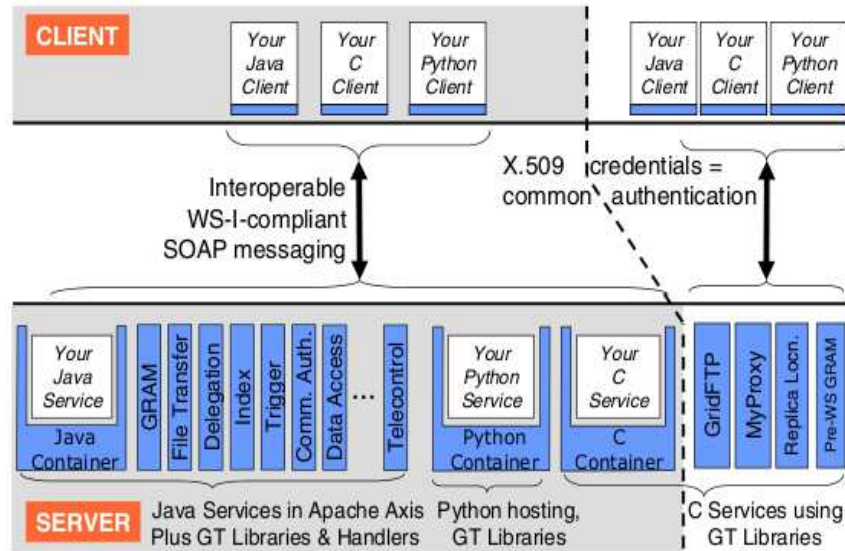 CLIENT
Your
Java
Client
Your
C
Client
Your
Python
Client
Your
Java
Client
Your
C
Client
Your
Python
Client
Interoperable
WS-I-compliant
SOAP messaging
X.509 credentials =
common authentication
Your
Java
Service
Java
Container
GRAM
File Transfer
Delegation
Index
Trigger
Comm. Auth.
Data Access
...
Telecontrol
Your
Python
Service
Python
Container
Your
C
Service
C
Container
GridFTP
MyProxy
Replica Locn.
Pre-WS GRAM
SERVER
Java Services in Apache Axis
Plus GT Libraries & Handlers
Python hosting,
GT Libraries
C Services using
GT Libraries